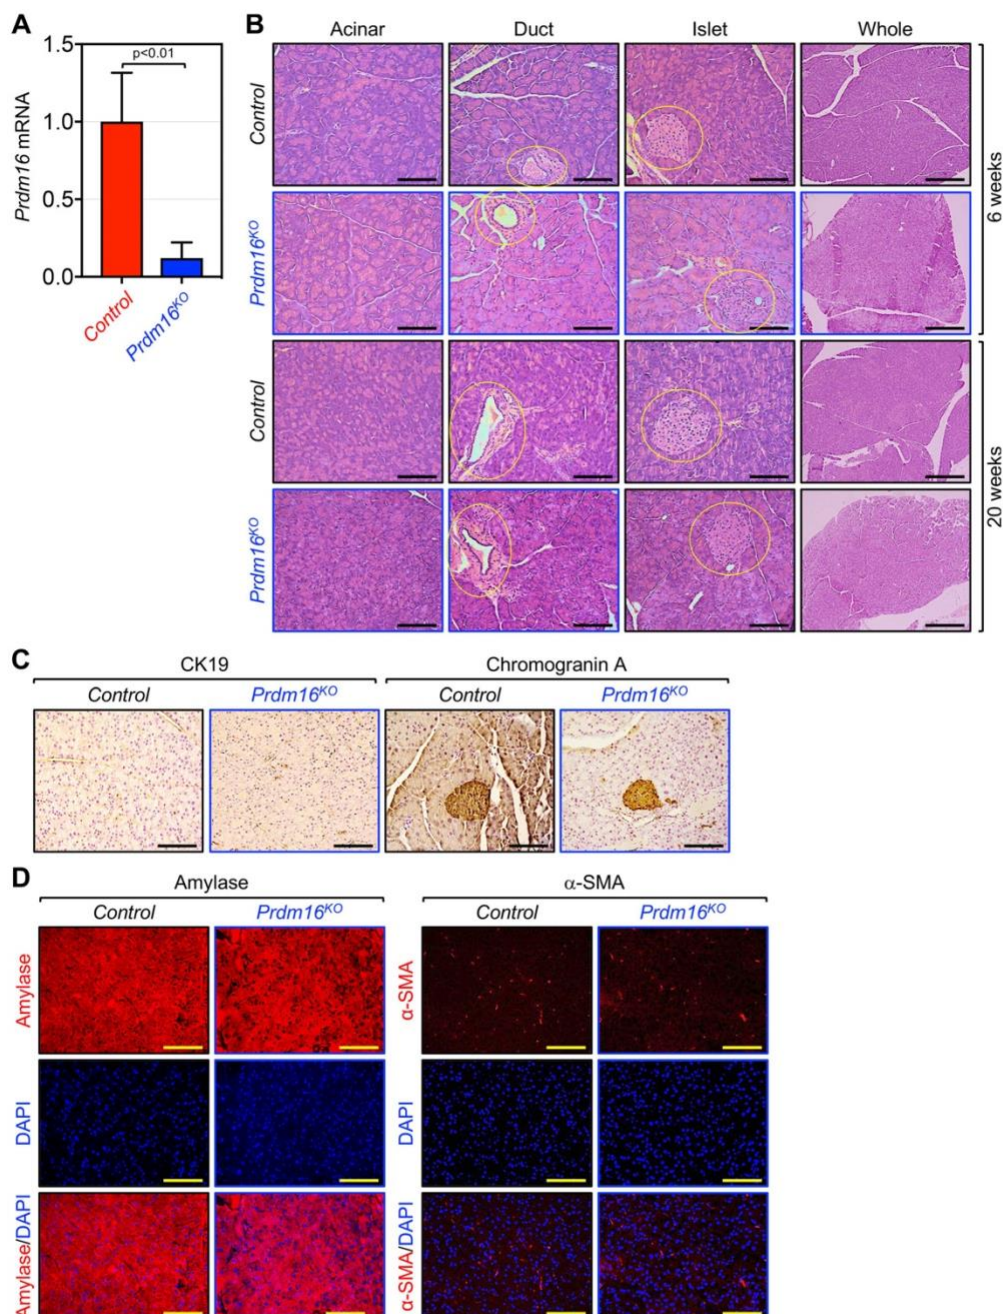 A
1.5
p<0.01
1.0
0.5
0.0
Prdm16 mRNA
Control
Prdm16KO
B
Acinar Duct Islet Whole
Control
Prdm16KO
6 weeks
Control
Prdm16KO
20 weeks
C
CK19 Chromogranin A
Control Prdm16KO Control Prdm16KO
D
Amylase α-SMA
Control Prdm16KO Control Prdm16KO
Amylase α-SMA
DAPI DAPI
Amylase/DAPI α-SMA/DAPI